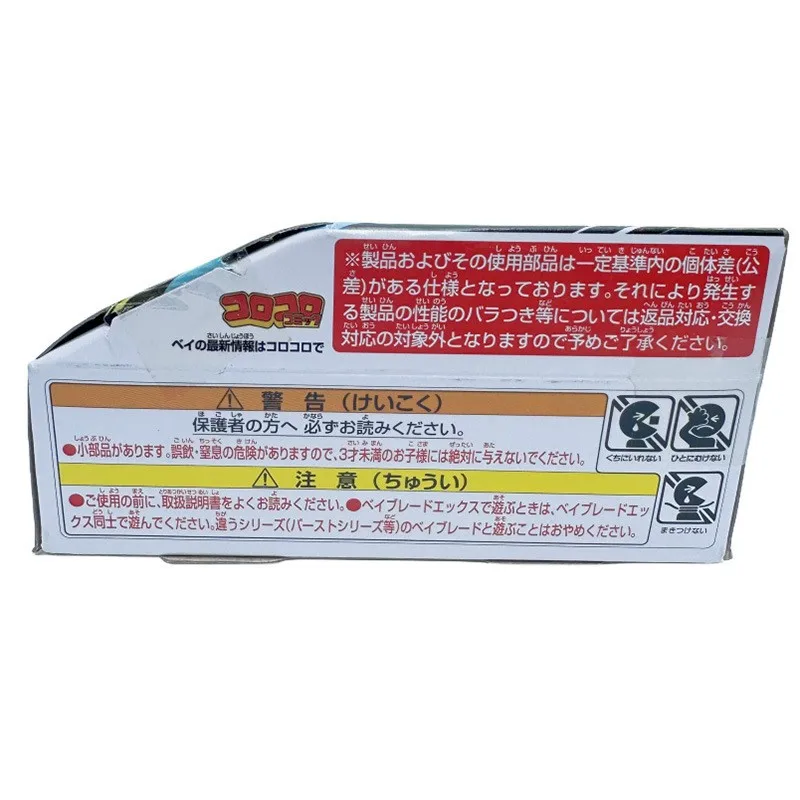 コロコロ
コミック
ベイの最新情報はコロコロで
※製品およびその使用部品は一定基準内の個体差(公
差)がある仕様となっております。それにより発生す
る製品の性能のバラつき等については返品対応・交換
対応の対象外となりますので予めご了承ください。
警告(けいこく)
保護者の方へ 必ずお読みください。
●小部品があります。誤飲・窒息の危険がありますので、3才未満のお子様には絶対に与えないでください。
注意(ちゅうい)
●ご使用の前に、取扱説明書をよくお読みください。●ベイブレードエックスで遊ぶときは、ベイブレードエッ
クス同士で遊んでください。違うシリーズ(バーストシリーズ等)のベイブレードと遊ぶことはおやめください。
くちにいれない
ひとにむけない
まきつけない